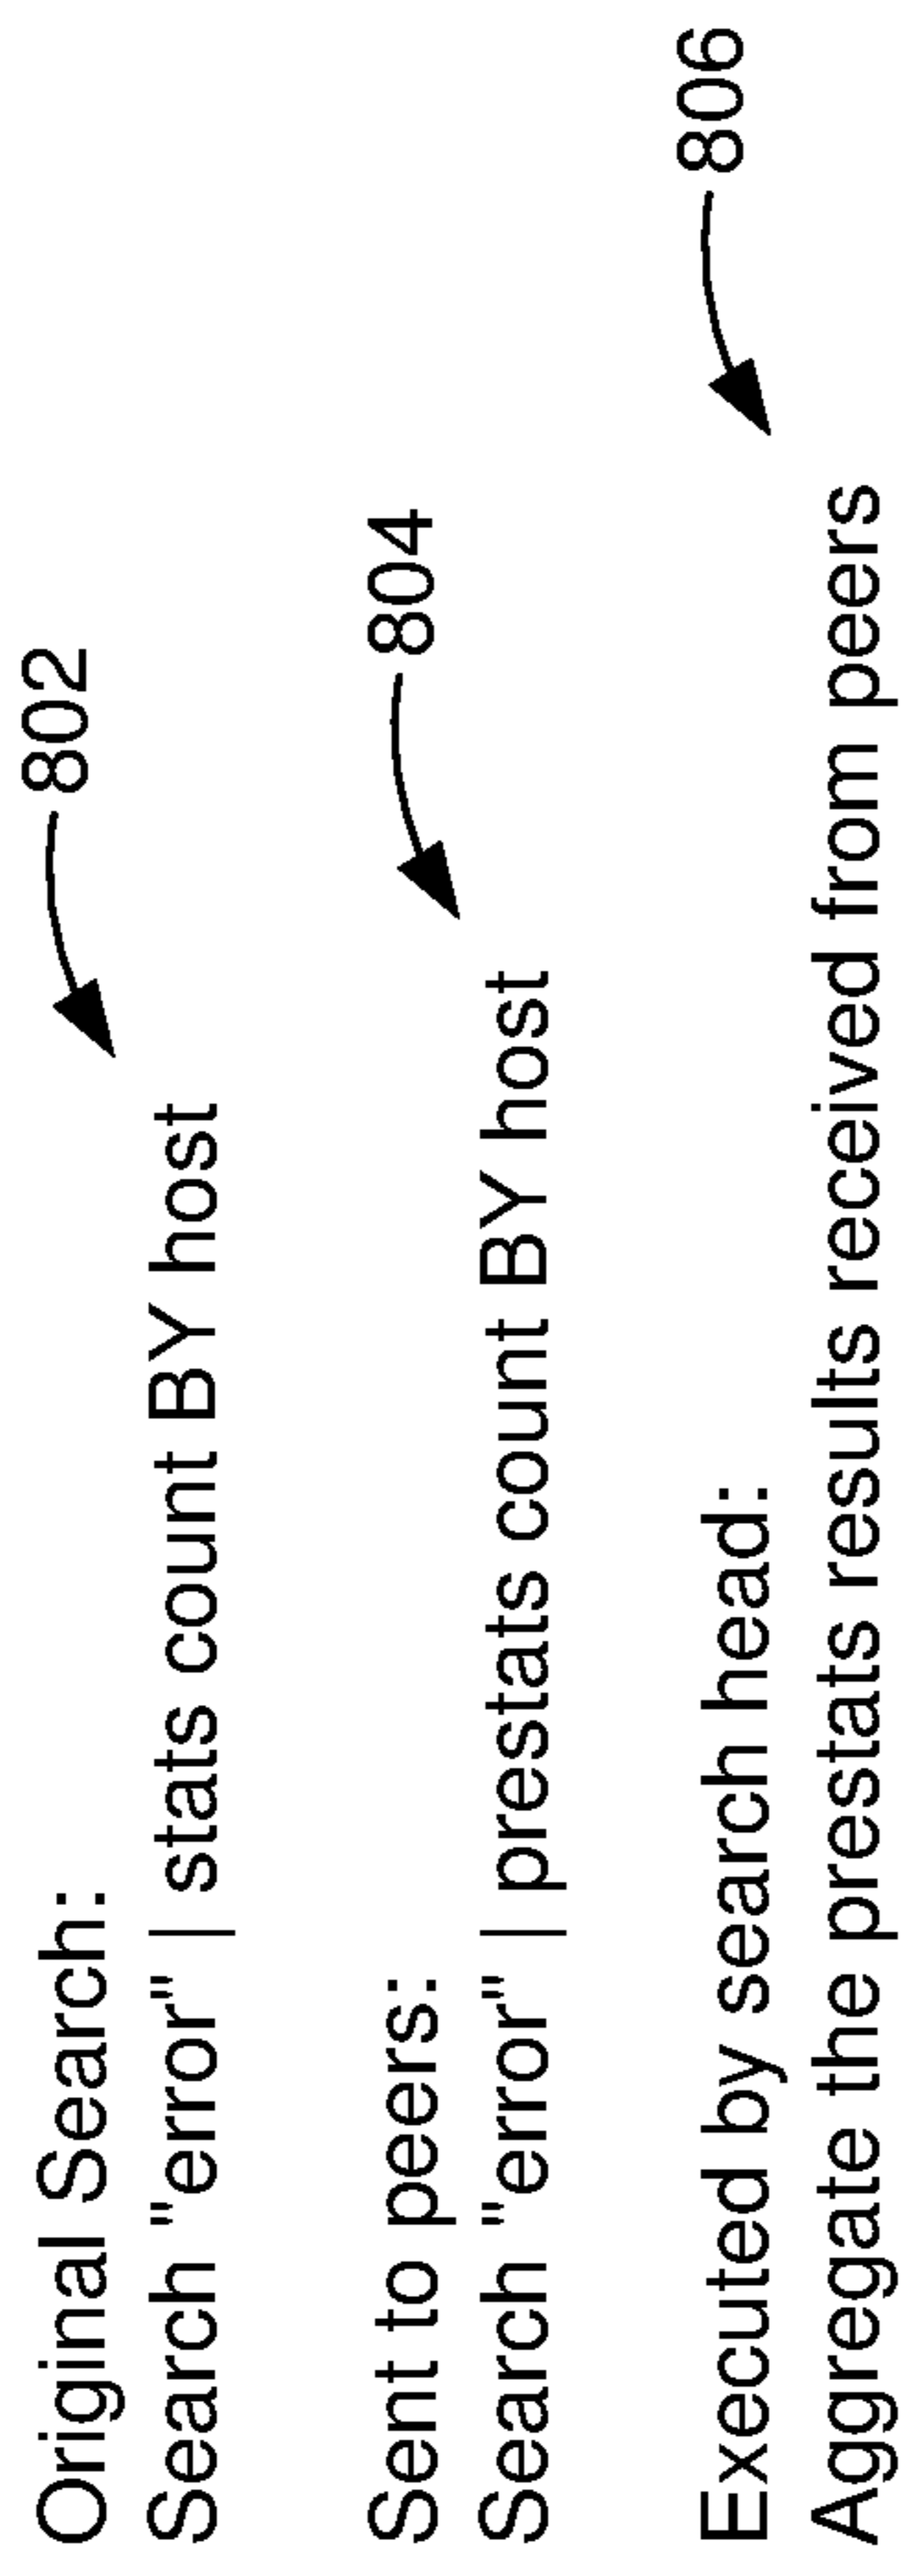 Original Search:
802
Search "error" | stats count BY host
Sent to peers:
804
Search "error" | prestats count BY host
806
Executed by search head:
Aggregate the prestats results received from peers